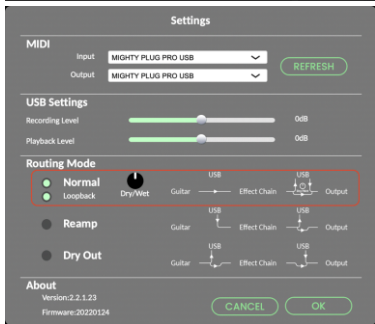 Settings
MIDI
Input MIGHTY PLUG PRO USB
REFRESH
Output MIGHTY PLUG PRO USB
USB Settings
Recording Level 0dB
Playback Level 0dB
Routing Mode
USB USB
Normal
Loopback Dry/Wet Guitar Effect Chain Output
USB USB
Reamp Guitar Effect Chain Output
USB USB
Dry Out Guitar Effect Chain Output
About
Version:2.2.1.23
CANCEL OK
Firmware:20220124